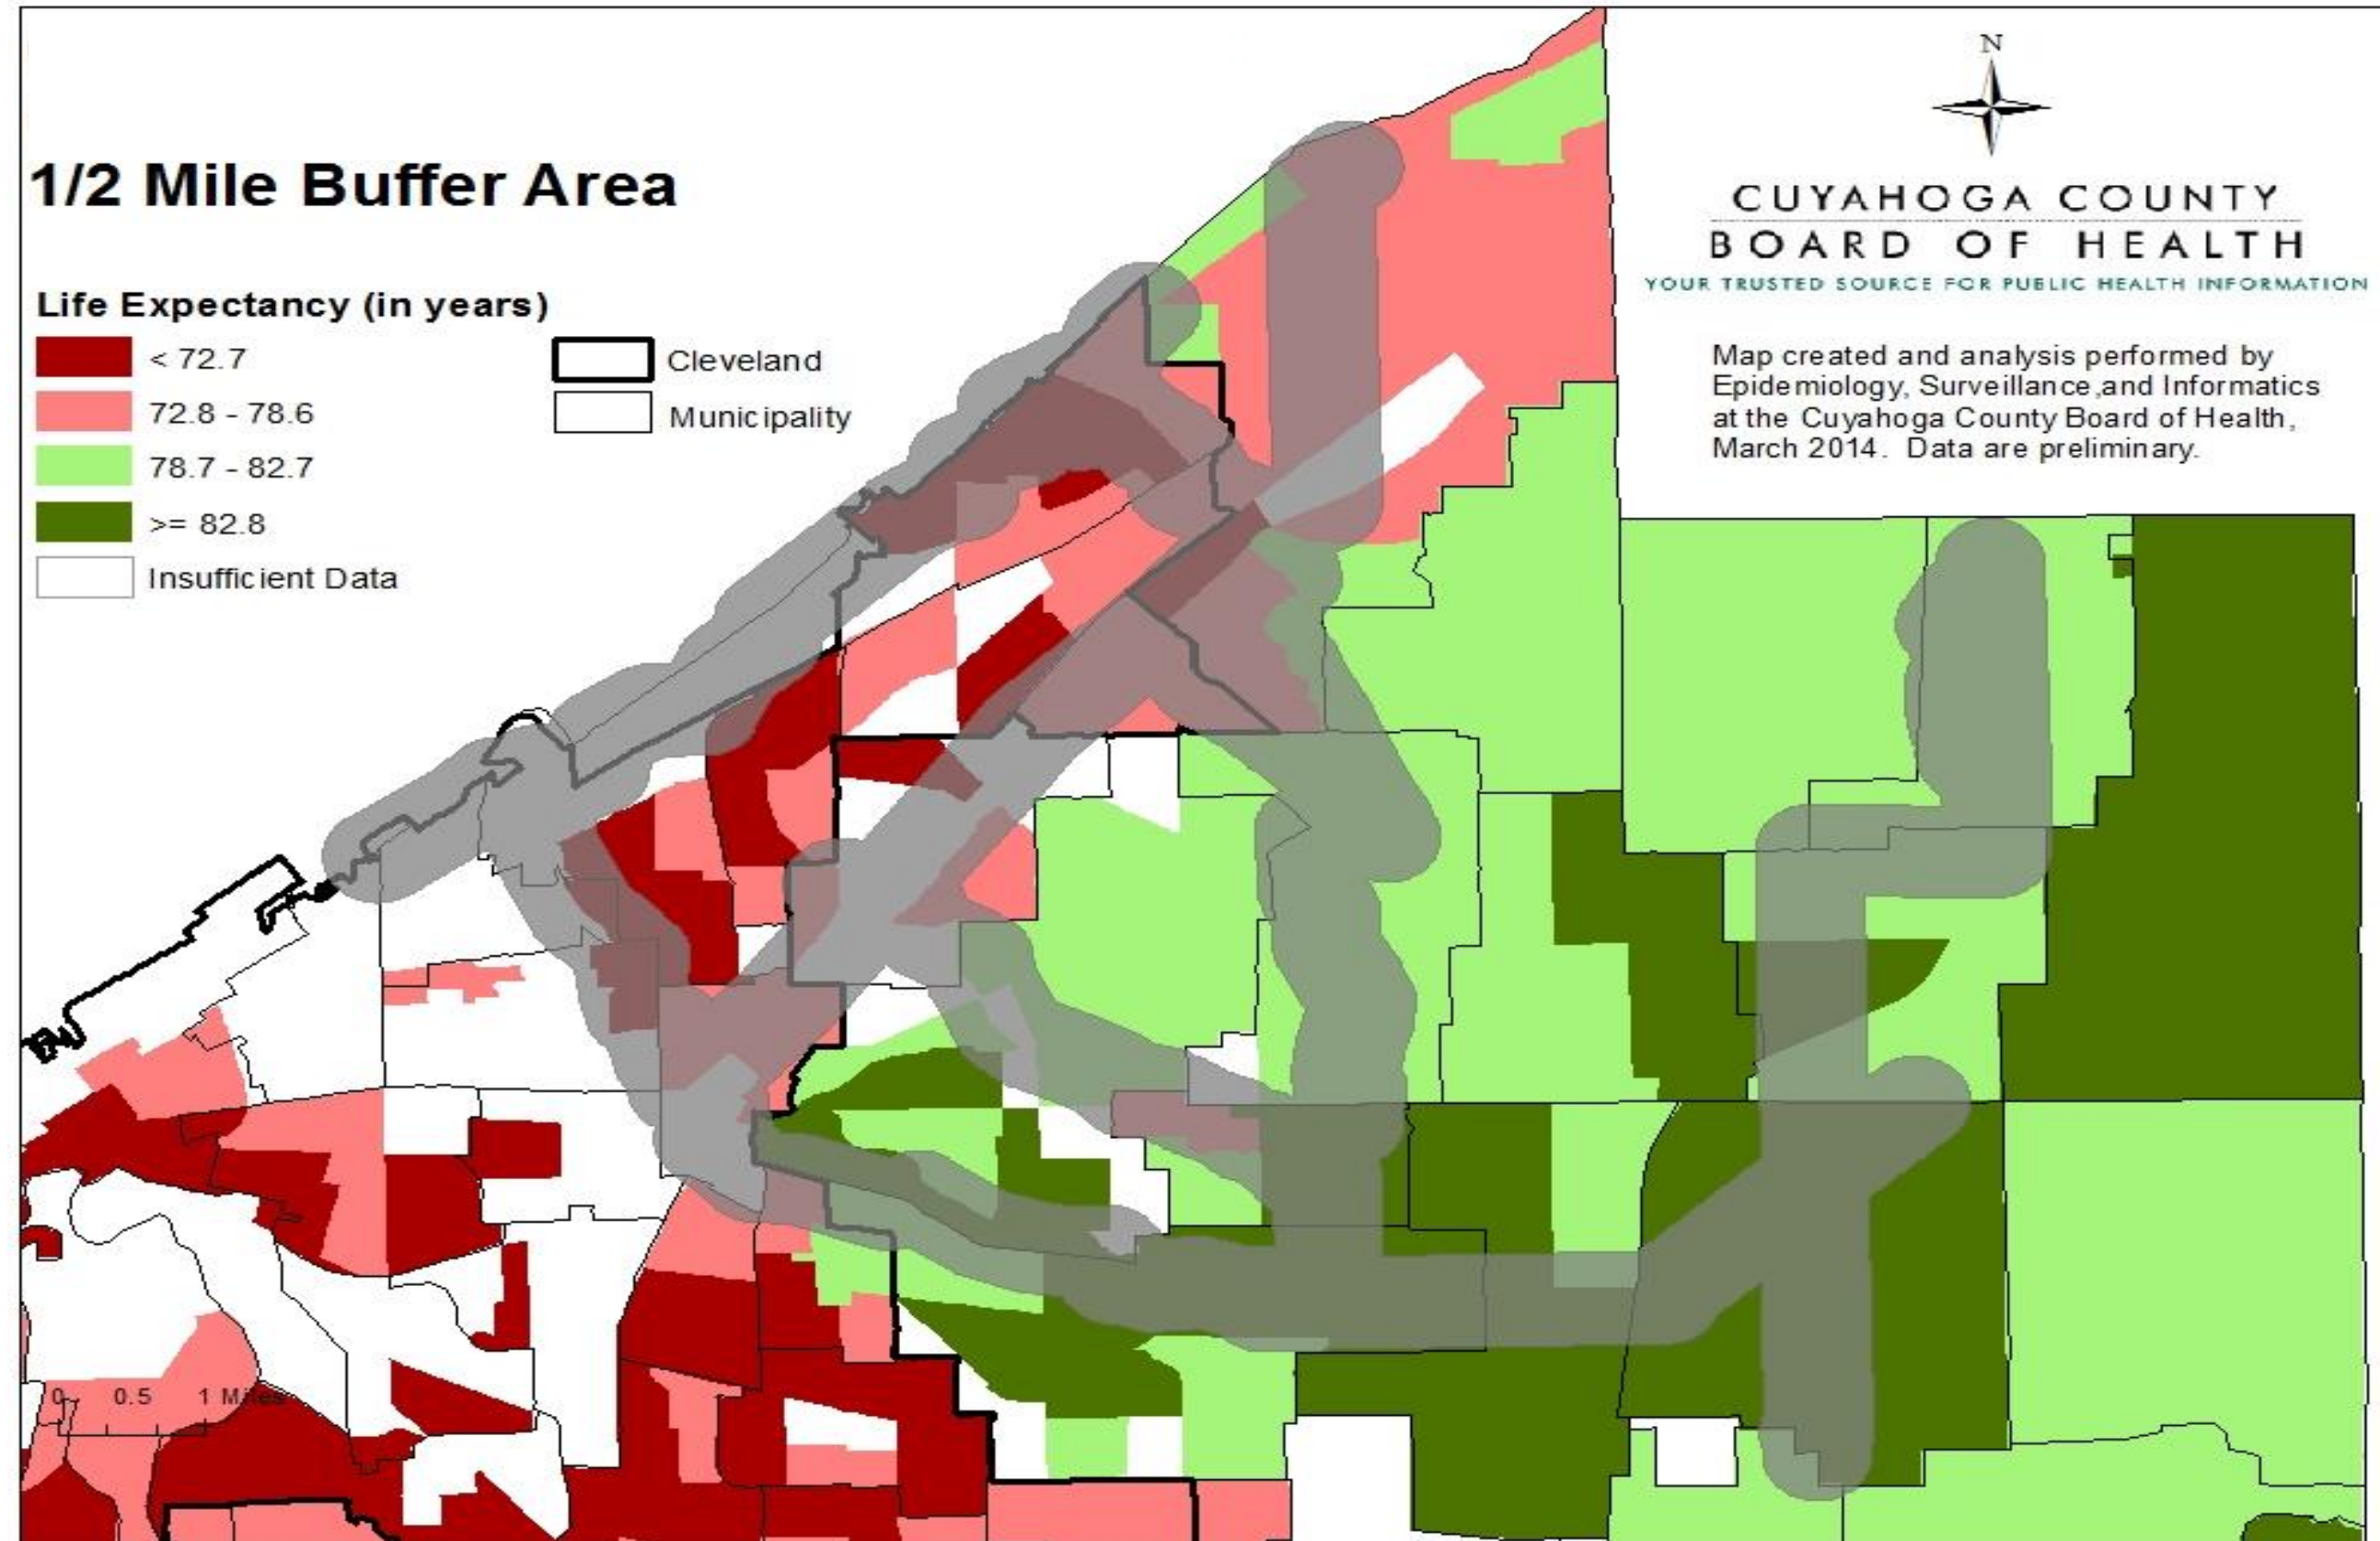 1/2 Mile Buffer Area
Life Expectancy (in years)
< 72.7
72.8 - 78.6
78.7 - 82.7
>= 82.8
Insufficient Data
Cleveland
Municipality
0 0.5 1 Miles
N
CUYAHOGA COUNTY
BOARD OF HEALTH
YOUR TRUSTED SOURCE FOR PUBLIC HEALTH INFORMATION
Map created and analysis performed by
Epidemiology, Surveillance,and Informatics
at the Cuyahoga County Board of Health,
March 2014. Data are preliminary.